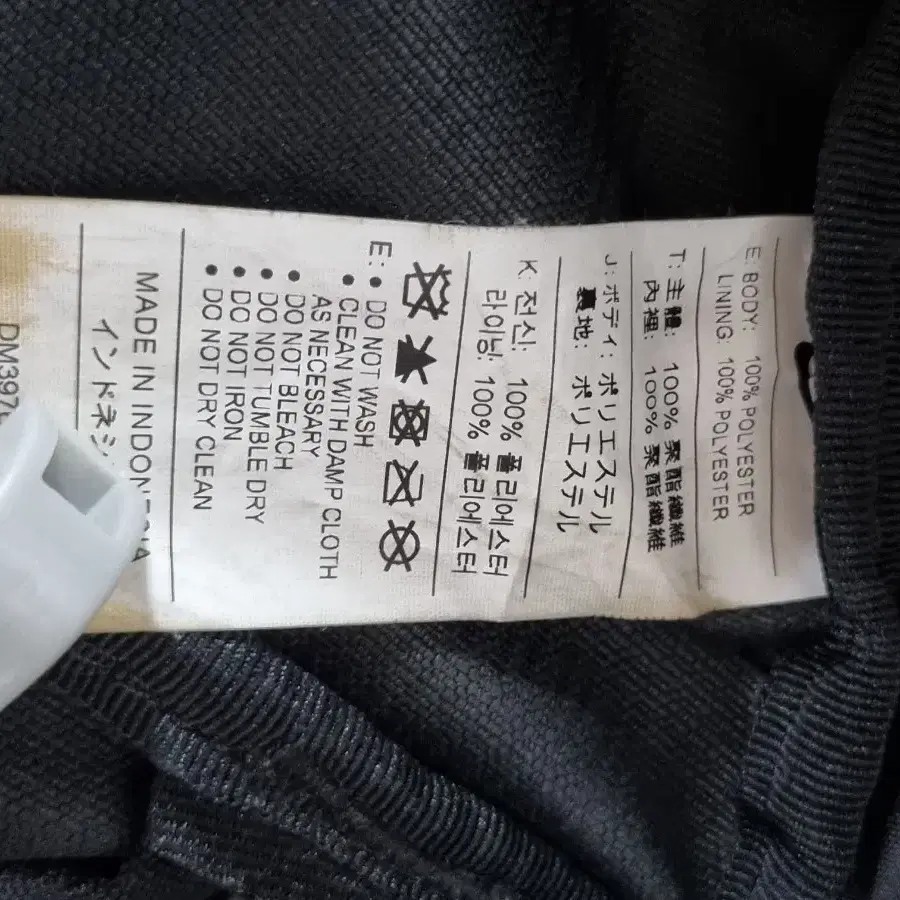 E: BODY: 100% POLYESTER
LINING: 100% POLYESTER
T: 主體: 100% 聚酯纖維
內裡: 100% 聚酯纖維
J: ボディ: ポリエステル
裏地: ポリエステル
K: 전신: 100% 폴리에스터
라이닝: 100% 폴리에스터
E: • DO NOT WASH
• CLEAN WITH DAMP CLOTH
AS NECESSARY
• DO NOT BLEACH
• DO NOT TUMBLE DRY
• DO NOT IRON
• DO NOT DRY CLEAN
MADE IN INDONESIA
インドネシ
DM397